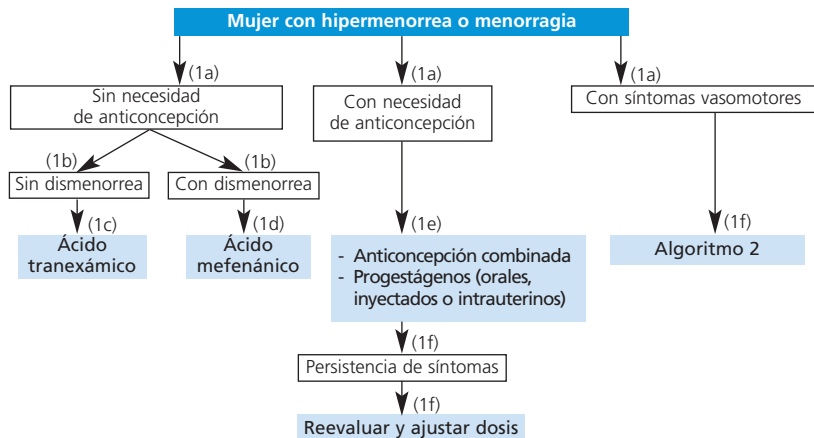 Mujer con hipermenorrea o menorragia
(1a)
(1a)
(1a)
Sin necesidad
de anticoncepción
Con necesidad
de anticoncepción
Con síntomas vasomotores
(1b)
(1b)
Sin dismenorrea
Con dismenorrea
(1c)
(1d)
(1e)
(1f)
Ácido
tranexámico
Ácido
mefenánico
- Anticoncepción combinada
- Progestágenos (orales,
inyectados o intrauterinos)
Algoritmo 2
(1f)
Persistencia de síntomas
(1f)
Reevaluar y ajustar dosis